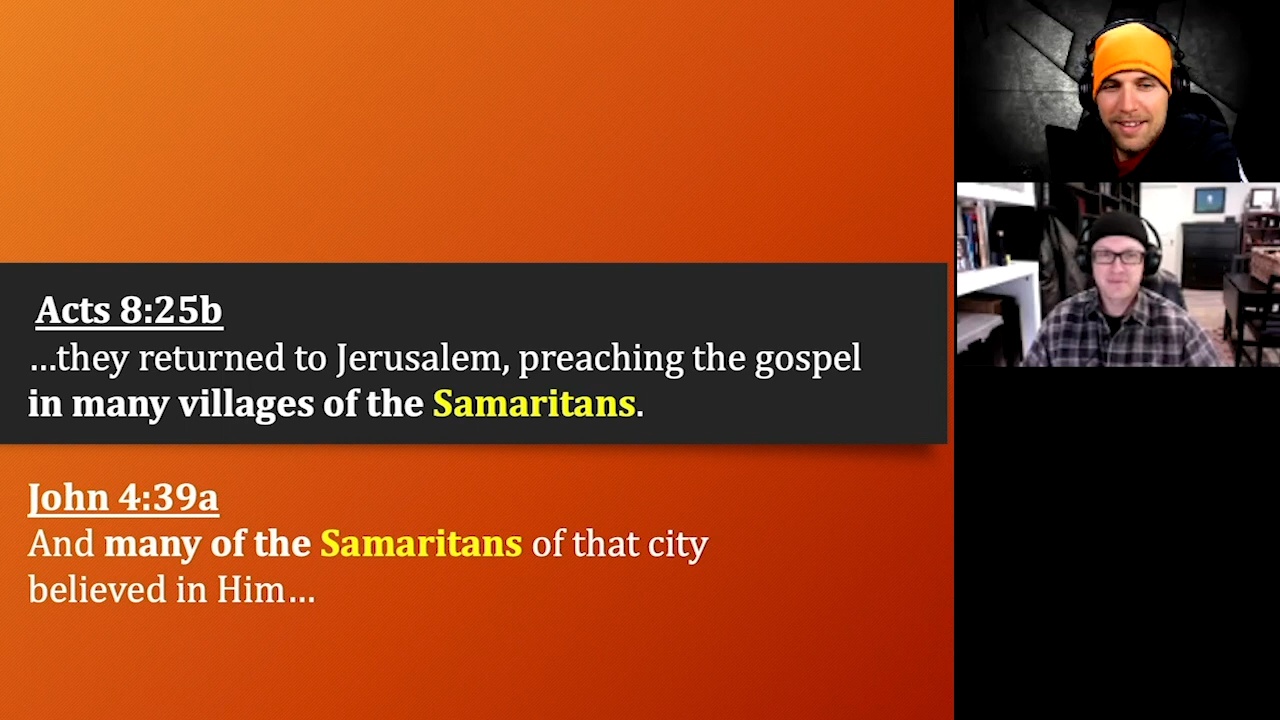 Acts 8:25b
…they returned to Jerusalem, preaching the gospel
in many villages of the Samaritans.
John 4:39a
And many of the Samaritans of that city
believed in Him…